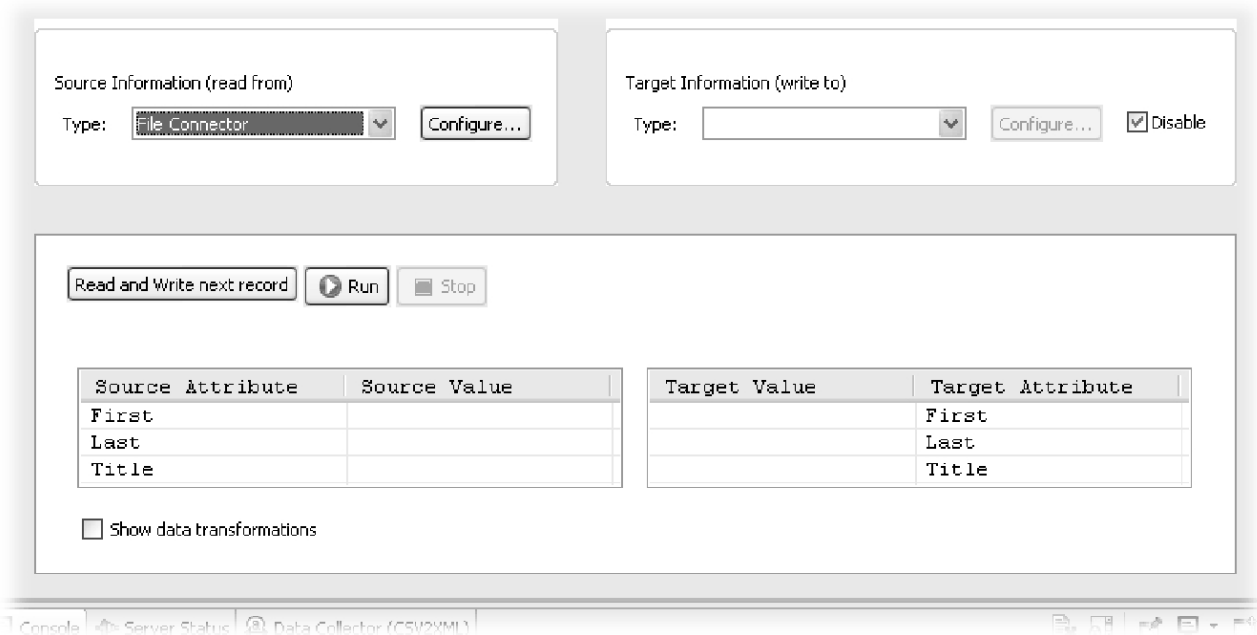 Source Information (read from)
Type: File Connector Configure...
Target Information (write to)
Type: Configure... Disable
Read and Write next record Run Stop
Source Attribute Source Value
First
Last
Title
Target Value Target Attribute
First
Last
Title
Show data transformations
Console Server Status Data Collector (CSV2XML)